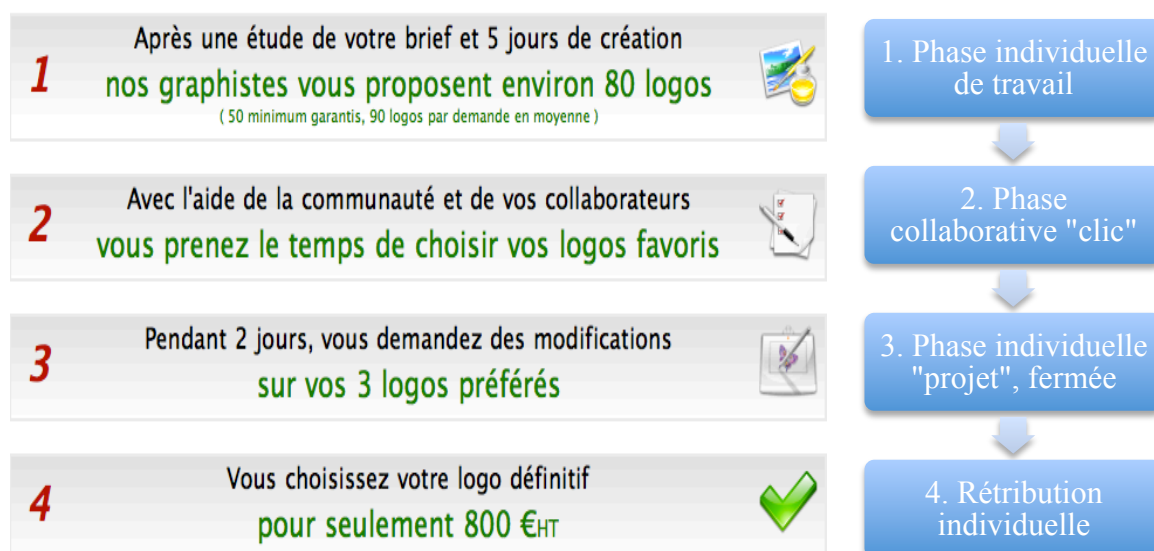 1
Après une étude de votre brief et 5 jours de création
nos graphistes vous proposent environ 80 logos
( 50 minimum garantis, 90 logos par demande en moyenne )
1. Phase individuelle
de travail
2
Avec l'aide de la communauté et de vos collaborateurs
vous prenez le temps de choisir vos logos favoris
2. Phase
collaborative "clic"
3
Pendant 2 jours, vous demandez des modifications
sur vos 3 logos préférés
3. Phase individuelle
"projet", fermée
4
Vous choisissez votre logo définitif
pour seulement 800 €HT
4. Rétribution
individuelle